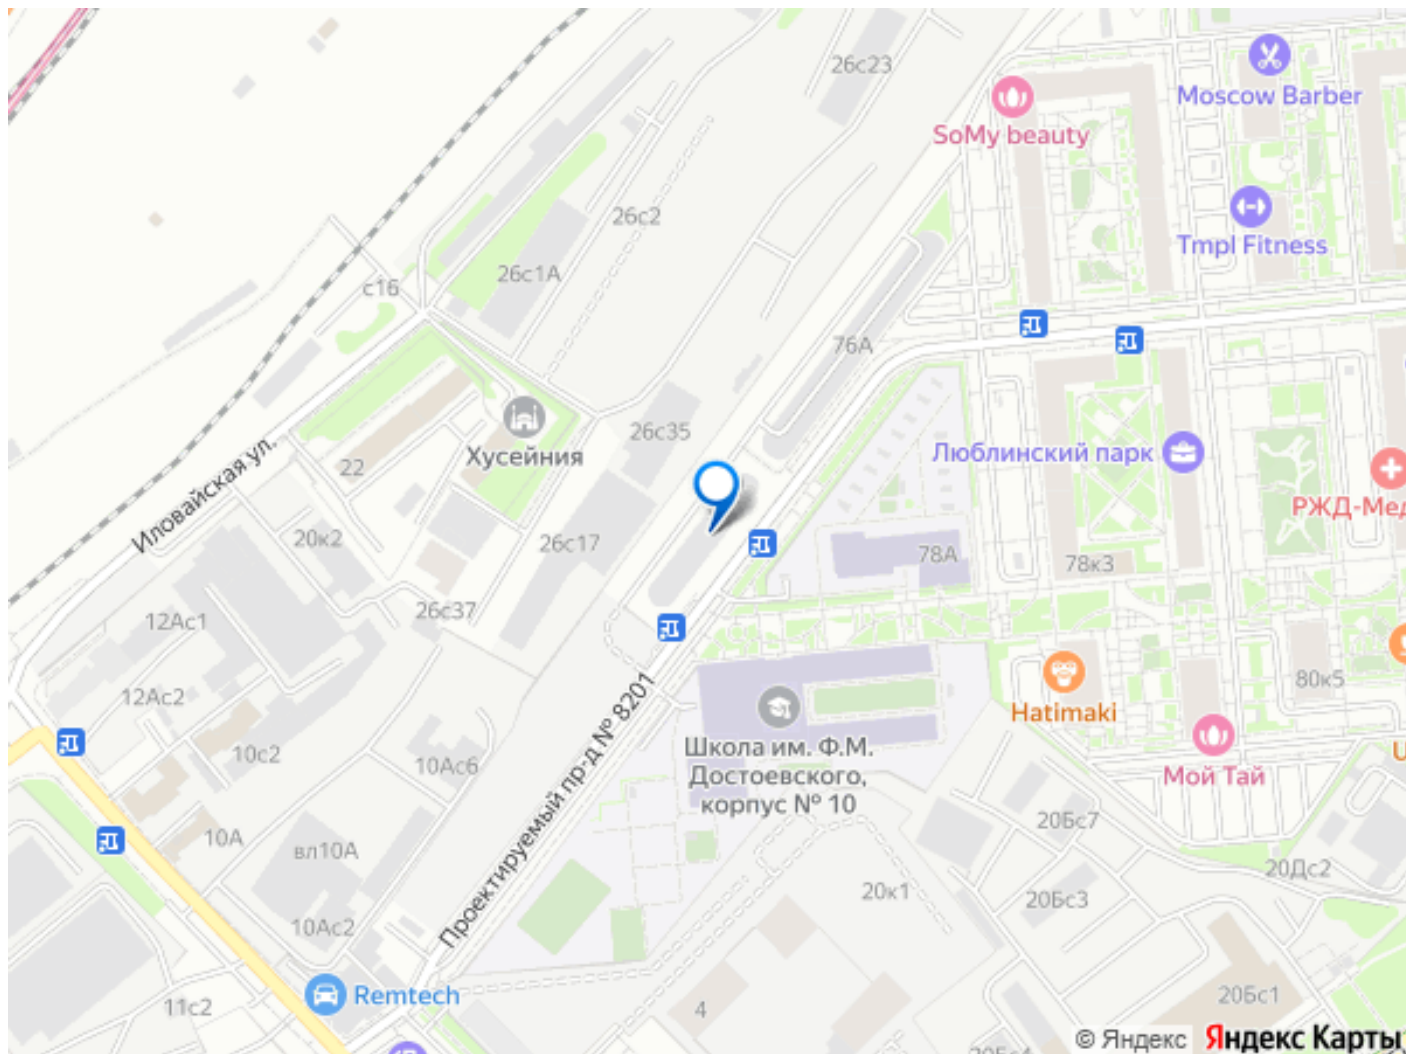 26с23
Moscow Barber
SoMy beauty
26с2
Tmpl Fitness
26с1А
с16
76А
26с35
Хусейния
22
Люблинский парк
РЖД-Мед
Иловайская ул.
20к2
26с17
78А
78к3
26с37
12Ас1
80к5
12Ас2
Hatimaki
Проектируемый пр-д № 8201
10с2
10Ас6
Школа им. Ф.М.
Достоевского,
корпус № 10
Мой Тай
U
10А
вл10А
20Бс7
20Дс2
20к1
20Бс3
10Ас2
Remtech
11с2
4
20Бс1
© Яндекс
Яндекс Карты